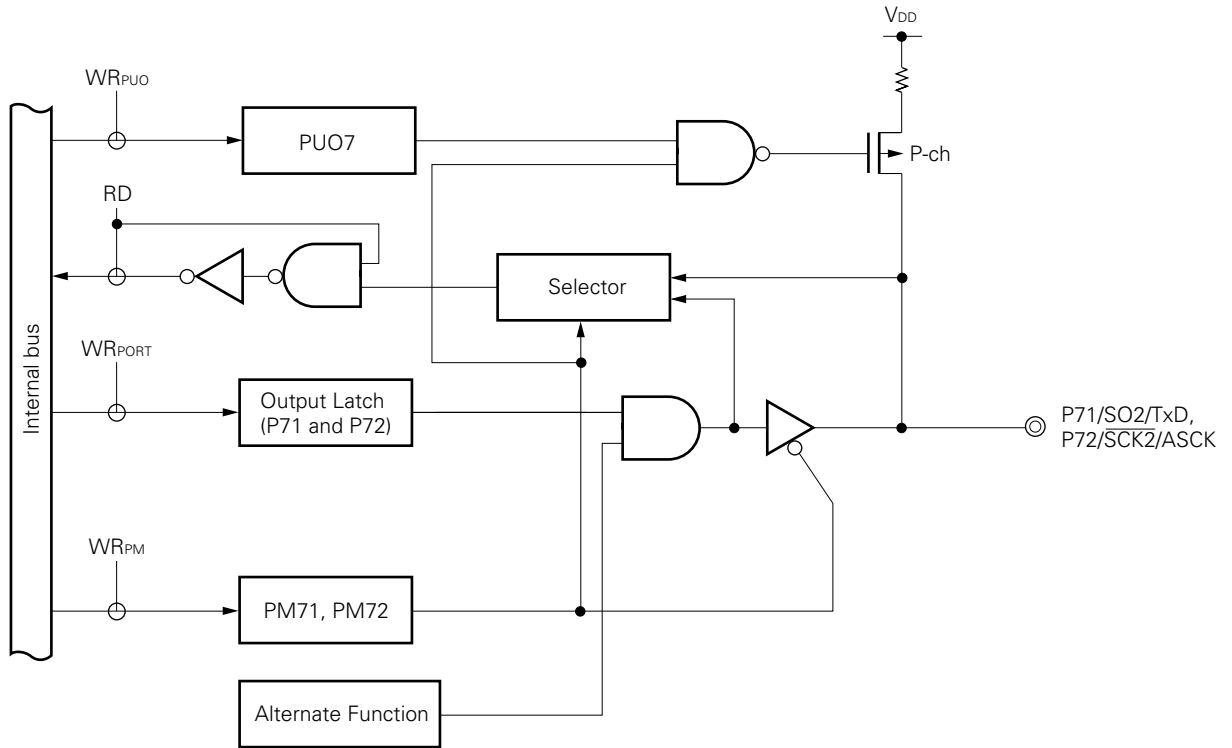 VDD
WRPUO
PUO7
P-ch
RD
Selector
Internal bus
WRPORT
Output Latch
(P71 and P72)
P71/SO2/TxD,
P72/SCK2/ASCK
WRPM
PM71, PM72
Alternate Function